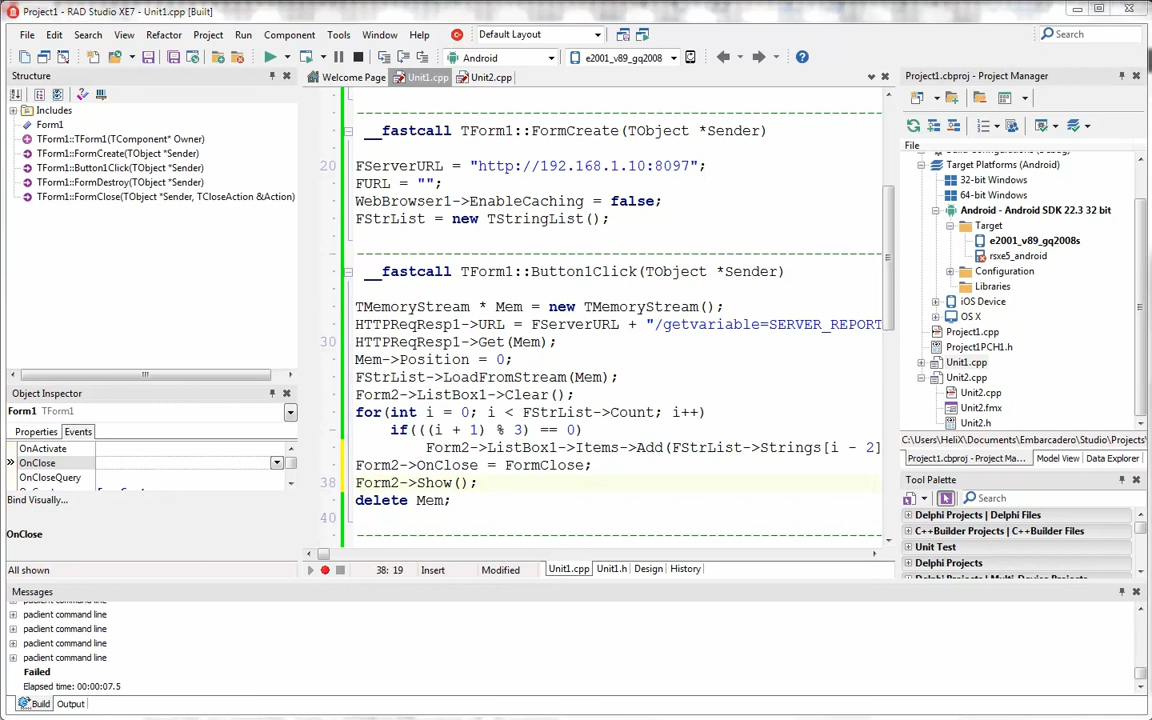 Project1 - RAD Studio XE7 - Unit1.cpp [Built]
File Edit Search View Refactor Project Run Component Tools Window Help Default Layout Search
Android e2001_v89_gq2008
Structure
Includes
Form1
TForm1::TForm1(TComponent* Owner)
TForm1::FormCreate(TObject *Sender)
TForm1::Button1Click(TObject *Sender)
TForm1::FormDestroy(TObject *Sender)
TForm1::FormClose(TObject *Sender, TCloseAction &Action)
Object Inspector
Form1 TForm1
Properties Events
OnActivate
OnClose
OnCloseQuery
Bind Visually...
OnClose
All shown
Welcome Page Unit1.cpp Unit2.cpp
__fastcall TForm1::FormCreate(TObject *Sender)
20 FServerURL = "http://192.168.1.10:8097";
FURL = "";
WebBrowser1->EnableCaching = false;
FStrList = new TStringList();
__fastcall TForm1::Button1Click(TObject *Sender)
TMemoryStream * Mem = new TMemoryStream();
HTTPReqResp1->URL = FServerURL + "/getvariable=SERVER_REPORT
30 HTTPReqResp1->Get(Mem);
Mem->Position = 0;
FStrList->LoadFromStream(Mem);
Form2->ListBox1->Clear();
for(int i = 0; i < FStrList->Count; i++)
if(((i + 1) % 3) == 0)
Form2->ListBox1->Items->Add(FStrList->Strings[i - 2]
Form2->OnClose = FormClose;
38 Form2->Show();
delete Mem;
40
38: 19 Insert Modified Unit1.cpp Unit1.h Design History
Project1.cbproj - Project Manager
File
Target Platforms (Android)
32-bit Windows
64-bit Windows
Android - Android SDK 22.3 32 bit
Target
e2001_v89_gq2008s
rsxe5_android
Configuration
Libraries
iOS Device
OS X
Project1.cpp
Project1PCH1.h
Unit1.cpp
Unit2.cpp
Unit2.cpp
Unit2.fmx
Unit2.h
C:\Users\HeliX\Documents\Embarcadero\Studio\Projects\
Project1.cbproj - Project Ma... Model View Data Explorer
Tool Palette
Search
Delphi Projects | Delphi Files
C++Builder Projects | C++Builder Files
Unit Test
Delphi Projects
Messages
paclient command line
paclient command line
paclient command line
paclient command line
Failed
Elapsed time: 00:00:07.5
Build Output